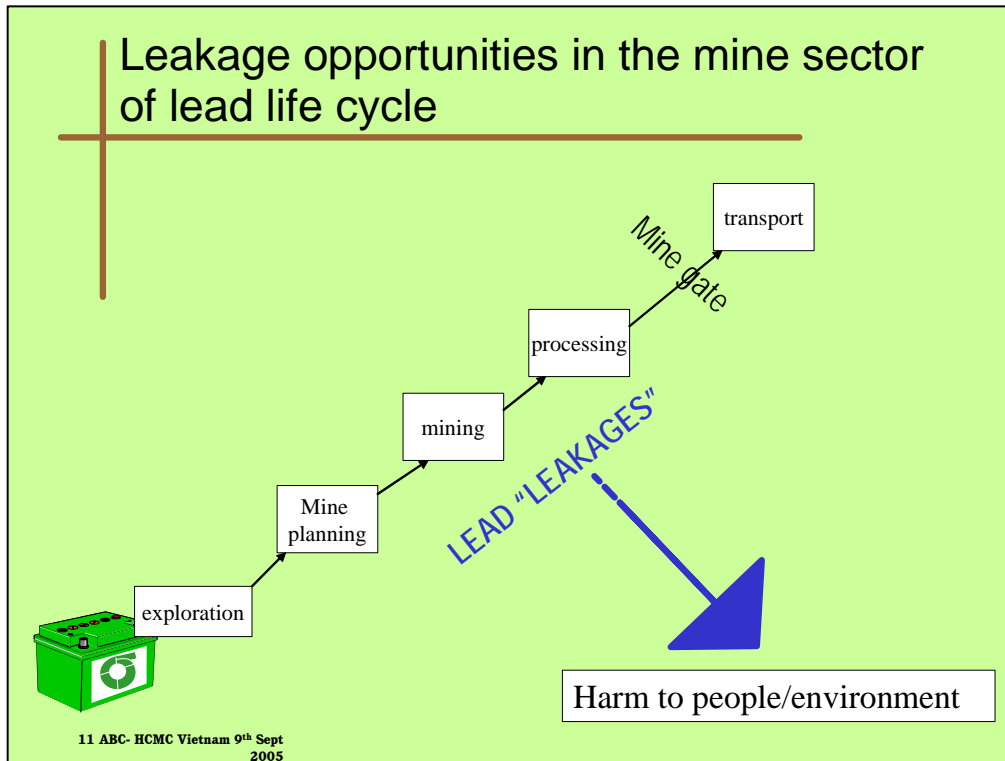 Leakage opportunities in the mine sector
of lead life cycle
transport
Mine gate
processing
mining
LEAD "LEAKAGES"
Mine
planning
exploration
Harm to people/environment
11 ABC- HCMC Vietnam 9th Sept
2005